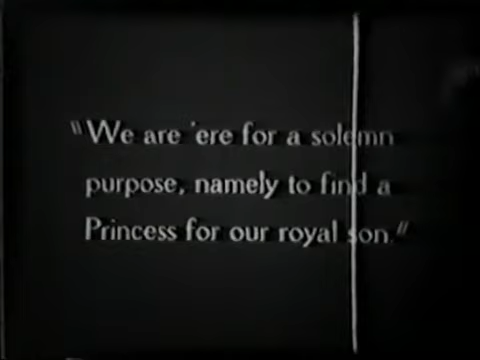 "We are 'ere for a solemn
purpose, namely to find a
Princess for our royal son."